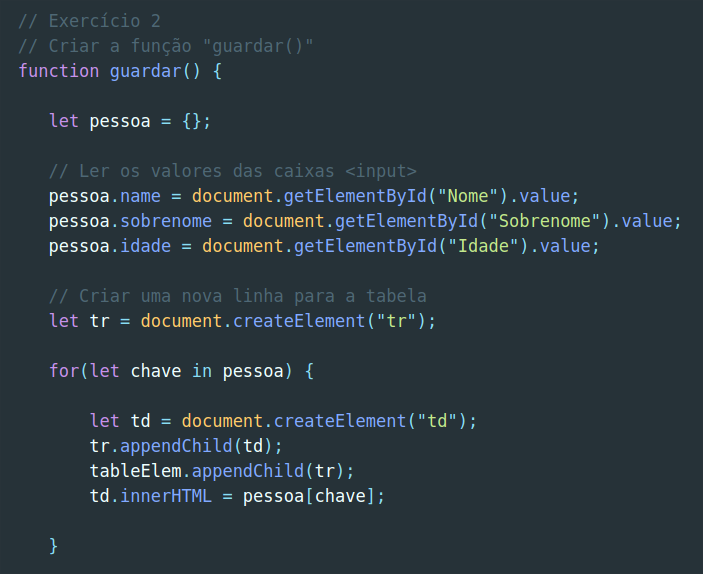 // Exercício 2
// Criar a função "guardar()"
function guardar() {
let pessoa = {};
// Ler os valores das caixas <input>
pessoa.name = document.getElementById("Nome").value;
pessoa.sobrenome = document.getElementById("Sobrenome").value;
pessoa.idade = document.getElementById("Idade").value;
// Criar uma nova linha para a tabela
let tr = document.createElement("tr");
for(let chave in pessoa) {
let td = document.createElement("td");
tr.appendChild(td);
tableElem.appendChild(tr);
td.innerHTML = pessoa[chave];
}